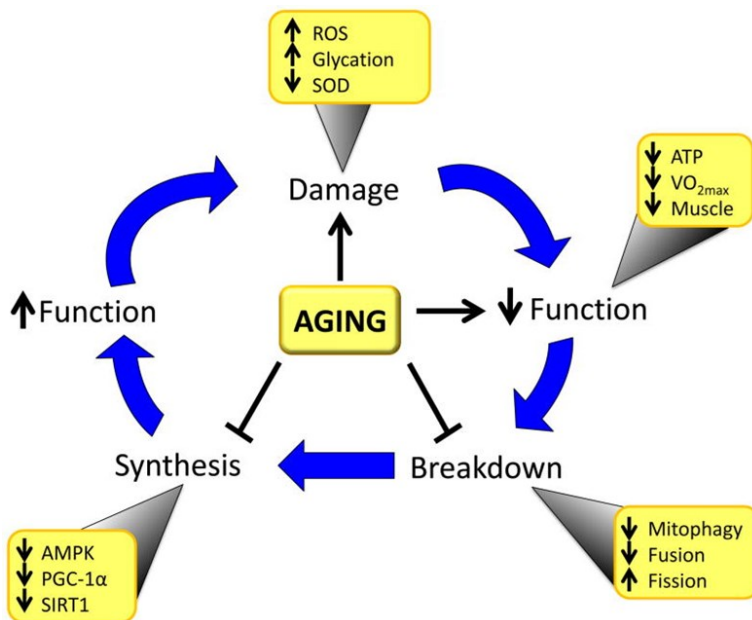 ↑ ROS
↑ Glycation
↓ SOD
Damage
↓ ATP
↓ VO₂max
↓ Muscle
↑Function
AGING
↓ Function
Synthesis
Breakdown
↓ AMPK
↓ PGC-1α
↓ SIRT1
↓ Mitophagy
↓ Fusion
↑ Fission